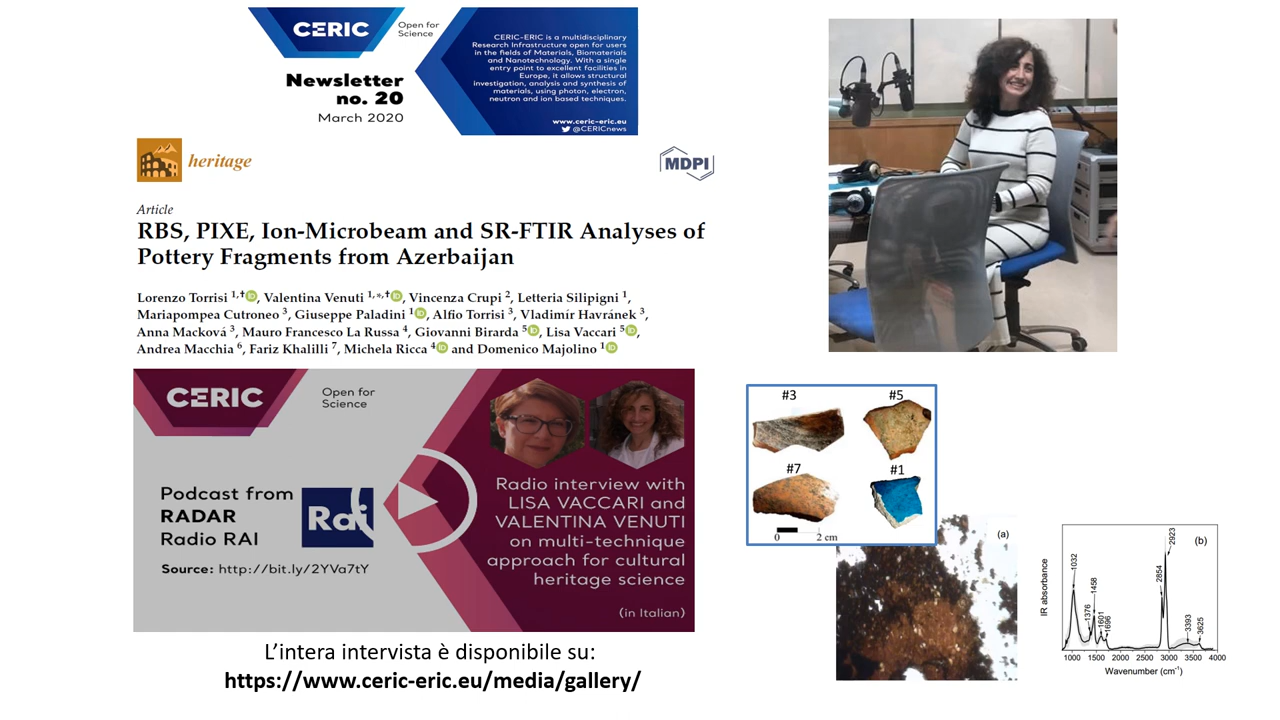 CERIC
Open for
Science
Newsletter
no. 20
March 2020
CERIC-ERIC is a multidisciplinary
Research Infrastructure open for users
in the fields of Materials, Biomaterials
and Nanotechnology. With a single
entry point to excellent facilities in
Europe, it allows structural
investigation, analysis and synthesis of
materials, using photon, electron,
neutron and ion based techniques.
www.ceric-eric.eu
@CERICnews
heritage
MDPI
Article
RBS, PIXE, Ion-Microbeam and SR-FTIR Analyses of
Pottery Fragments from Azerbaijan
Lorenzo Torrisi 1,† iD, Valentina Venuti 1,*,† iD, Vincenza Crupi 2, Letteria Silipigni 1,
Mariapompea Cutroneo 3, Giuseppe Paladini 1 iD, Alfio Torrisi 3, Vladimír Havránek 3,
Anna Macková 3, Mauro Francesco La Russa 4, Giovanni Birarda 5 iD, Lisa Vaccari 5 iD,
Andrea Macchia 6, Fariz Khalilli 7, Michela Ricca 4 iD and Domenico Majolino 1 iD
CERIC
Open for
Science
Podcast from
RADAR
Radio RAI
Rai
Source: http://bit.ly/2YVa7tY
Radio interview with
LISA VACCARI and
VALENTINA VENUTI
on multi-technique
approach for cultural
heritage science
(in Italian)
L'intera intervista è disponibile su:
https://www.ceric-eric.eu/media/gallery/
#3 #5
#7 #1
2 cm
(a)
(b)
IR absorbance
1032
1376
1458
1601
1696
2854
2923
3393
3625
1000 1500 2000 2500 3000 3500 4000
Wavenumber (cm-1)